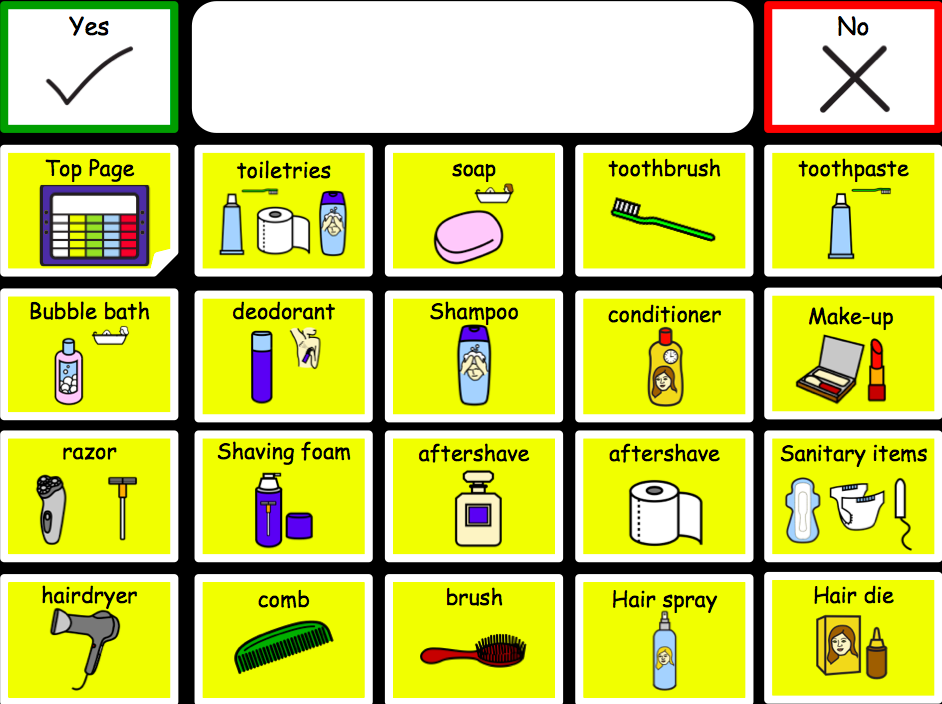 Yes
No
Top Page
toiletries
soap
toothbrush
toothpaste
Bubble bath
deodorant
Shampoo
conditioner
Make-up
razor
Shaving foam
aftershave
aftershave
Sanitary items
hairdryer
comb
brush
Hair spray
Hair die